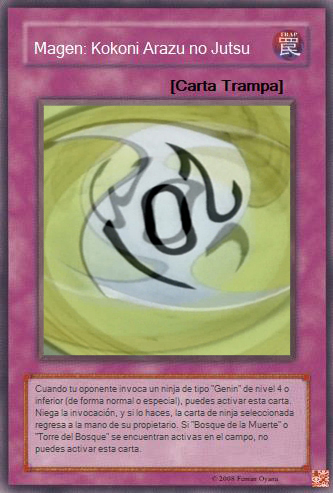 Magen: Kokoni Arazu no Jutsu
TRAP
罠
[Carta Trampa]
Cuando tu oponente invoca un ninja de tipo "Genin" de nivel 4 o
inferior (de forma normal o especial), puedes activar esta carta.
Niega la invocación, y si lo haces, la carta de ninja seleccionada
regresa a la mano de su propietario. Si "Bosque de la Muerte" o
"Torre del Bosque" se encuentran activas en el campo, no
puedes activar esta carta.
© 2008 Fennir Oyarn